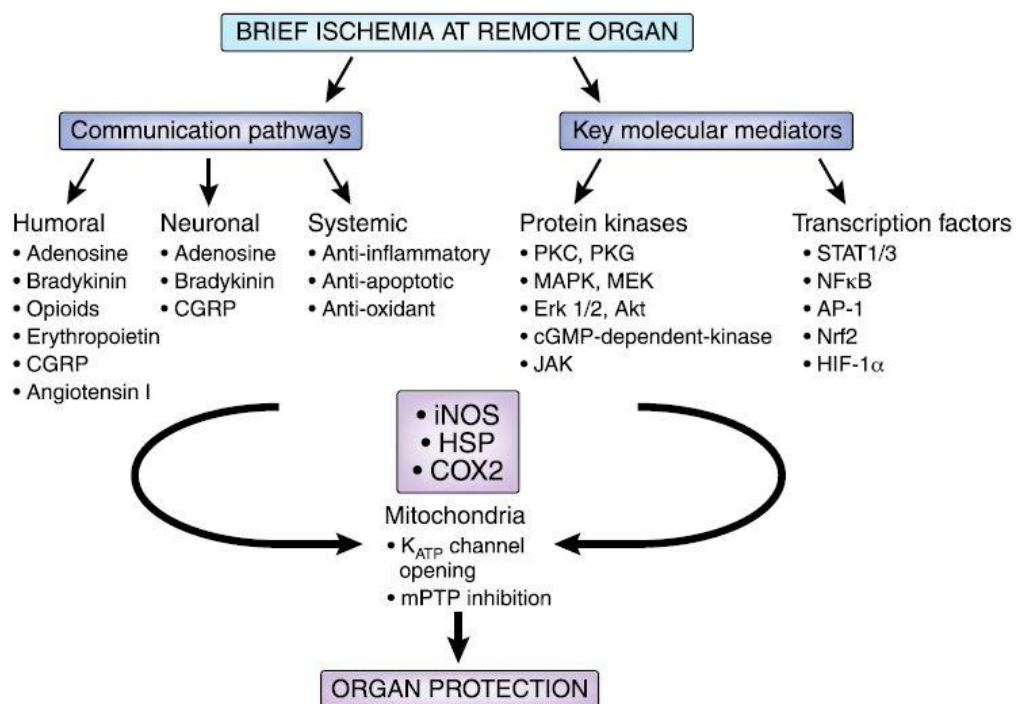 BRIEF ISCHEMIA AT REMOTE ORGAN
Communication pathways
Key molecular mediators
Humoral
• Adenosine
• Bradykinin
• Opioids
• Erythropoietin
• CGRP
• Angiotensin I
Neuronal
• Adenosine
• Bradykinin
• CGRP
Systemic
• Anti-inflammatory
• Anti-apoptotic
• Anti-oxidant
Protein kinases
• PKC, PKG
• MAPK, MEK
• Erk 1/2, Akt
• cGMP-dependent-kinase
• JAK
Transcription factors
• STAT1/3
• NFκB
• AP-1
• Nrf2
• HIF-1α
• iNOS
• HSP
• COX2
Mitochondria
• KATP channel
opening
• mPTP inhibition
ORGAN PROTECTION